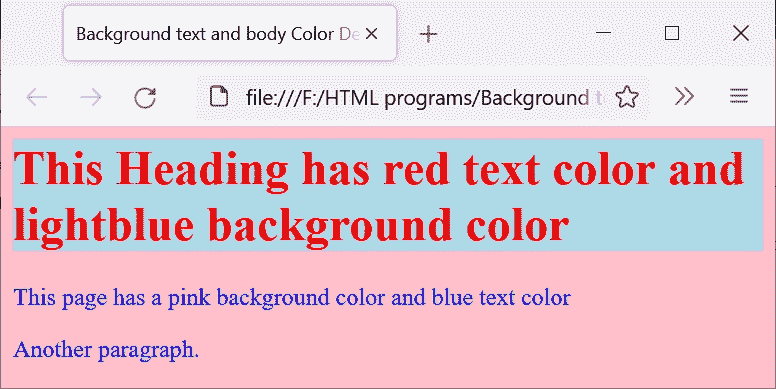 Background text and body Color De
file:///F:/HTML programs/Background t
This Heading has red text color and
lightblue background color
This page has a pink background color and blue text color
Another paragraph.